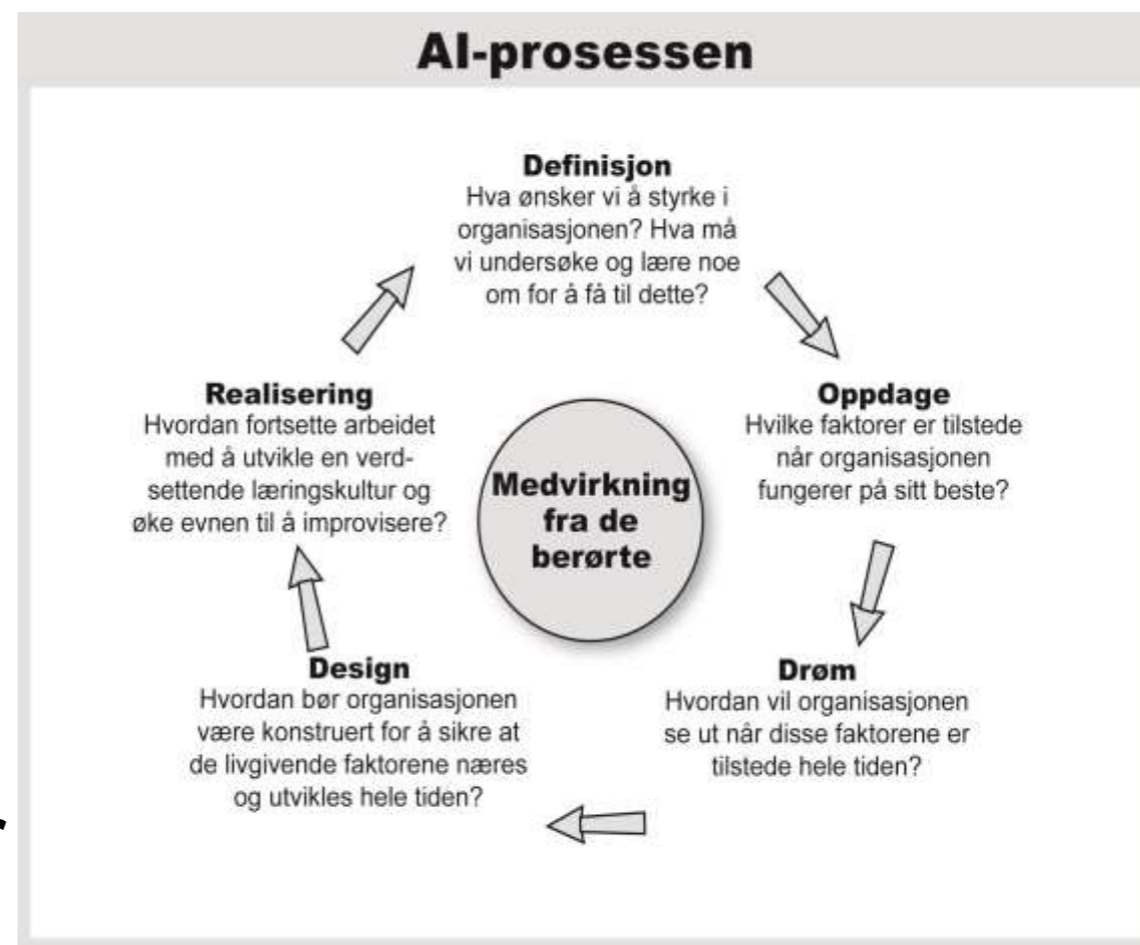 AI-prosessen
Definisjon
Hva ønsker vi å styrke i
organisasjonen? Hva må
vi undersøke og lære noe
om for å få til dette?
Oppdage
Hvilke faktorer er tilstede
når organisasjonen
fungerer på sitt beste?
Drøm
Hvordan vil organisasjonen
se ut når disse faktorene er
tilstede hele tiden?
Design
Hvordan bør organisasjonen
være konstruert for å sikre at
de livgivende faktorene næres
og utvikles hele tiden?
Realisering
Hvordan fortsette arbeidet
med å utvikle en verd-
settende læringskultur og
øke evnen til å improvisere?
Medvirkning
fra de
berørte